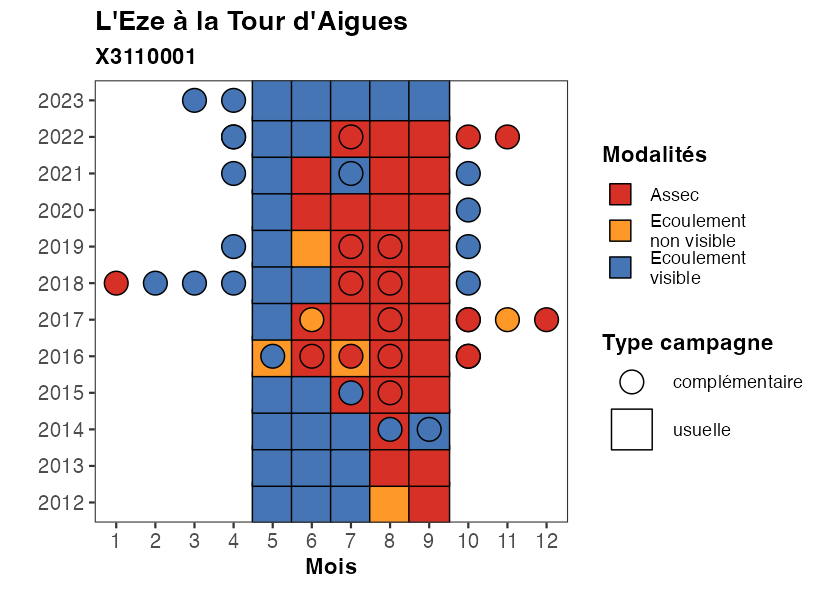 L'Eze à la Tour d'Aigues
X3110001
2023
2022
2021
2020
2019
2018
2017
2016
2015
2014
2013
2012
1 2 3 4 5 6 7 8 9 10 11 12
Mois
Modalités
Assec
Ecoulement
non visible
Ecoulement
visible
Type campagne
complémentaire
usuelle